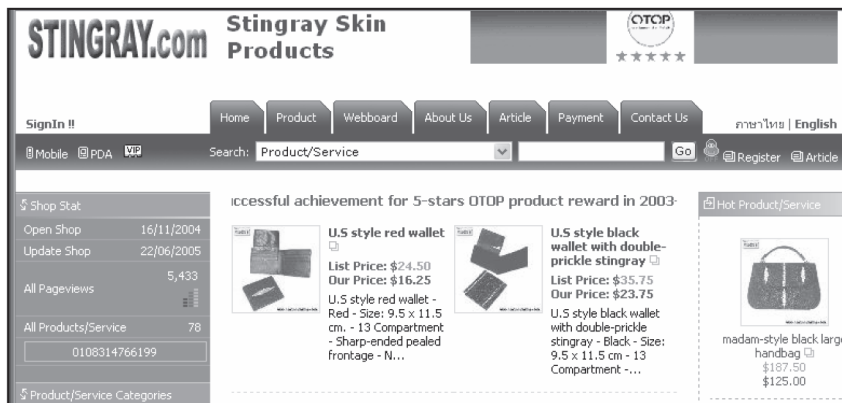 STINGRAY.com
Stingray Skin
Products
OTOP
SignIn !!
Home
Product
Webboard
About Us
Article
Payment
Contact Us
ภาษาไทย | English
Mobile
PDA
VIP
Search:
Product/Service
Go
Register
Article
Shop Stat
Open Shop 16/11/2004
Update Shop 22/06/2005
All Pageviews 5,433
All Products/Service 78
0108314766199
Product/Service Categories
uccessful achievement for 5-stars OTOP product reward in 2003-
U.S style red wallet
List Price: $24.50
Our Price: $16.25
U.S style red wallet -
Red - Size: 9.5 x 11.5
cm. - 13 Compartment
- Sharp-ended pealed
frontage - N...
U.S style black
wallet with double-
prickle stingray
List Price: $35.75
Our Price: $23.75
U.S style black wallet
with double-prickle
stingray - Black - Size:
9.5 x 11.5 cm - 13
Compartment -...
Hot Product/Service
madam-style black large
handbag
$187.50
$125.00